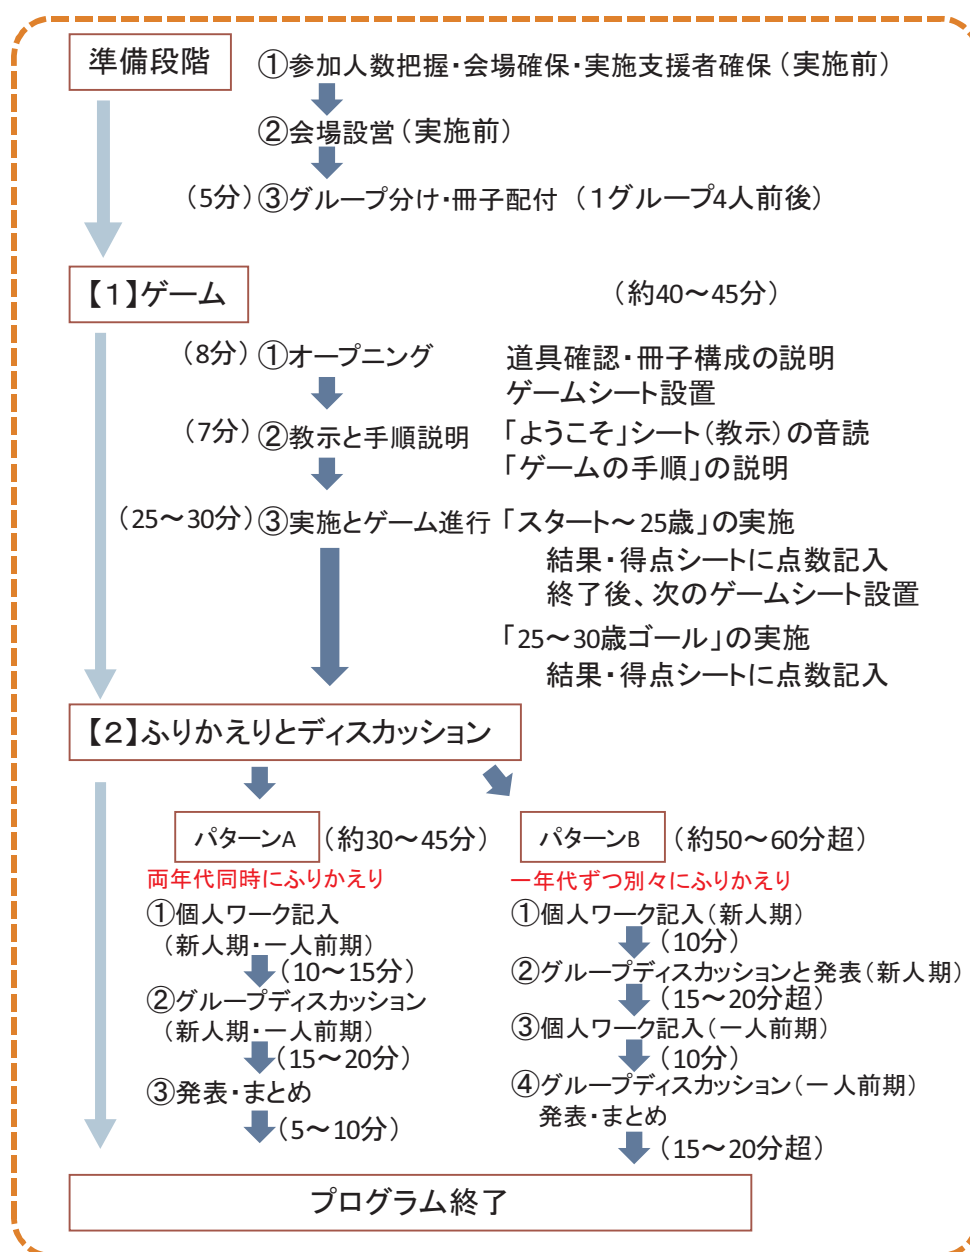 準備段階
①参加人数把握・会場確保・実施支援者確保（実施前）
②会場設営（実施前）
（5分）③グループ分け・冊子配付（１グループ4人前後）
【１】ゲーム
（約40～45分）
（8分）①オープニング
道具確認・冊子構成の説明
ゲームシート設置
（7分）②教示と手順説明
「ようこそ」シート（教示）の音読
「ゲームの手順」の説明
（25～30分）③実施とゲーム進行
「スタート～25歳」の実施
結果・得点シートに点数記入
終了後、次のゲームシート設置
「25～30歳ゴール」の実施
結果・得点シートに点数記入
【２】ふりかえりとディスカッション
パターンA（約30～45分）
両年代同時にふりかえり
①個人ワーク記入
（新人期・一人前期）
（10～15分）
②グループディスカッション
（新人期・一人前期）
（15～20分）
③発表・まとめ
（5～10分）
パターンB（約50～60分超）
一年代ずつ別々にふりかえり
①個人ワーク記入（新人期）
（10分）
②グループディスカッションと発表（新人期）
（15～20分超）
③個人ワーク記入（一人前期）
（10分）
④グループディスカッション（一人前期）
発表・まとめ
（15～20分超）
プログラム終了